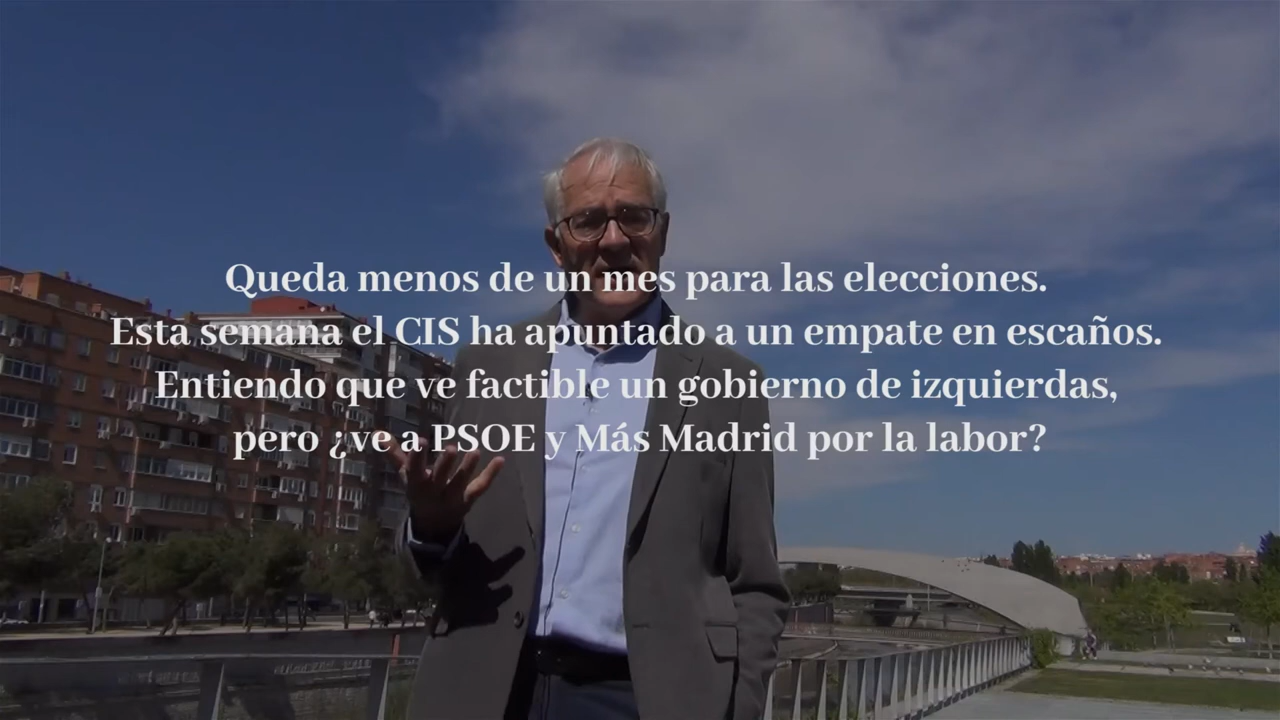 Queda menos de un mes para las elecciones.
Esta semana el CIS ha apuntado a un empate en escaños.
Entiendo que ve factible un gobierno de izquierdas,
pero ¿ve a PSOE y Más Madrid por la labor?